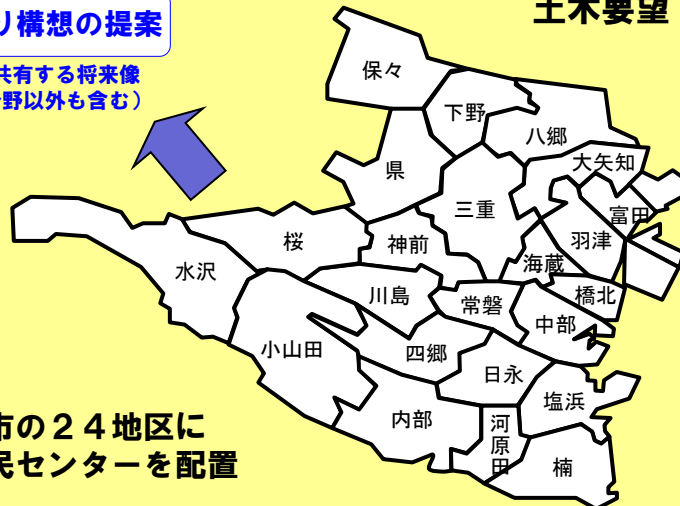 り構想の提案
土木要望
共有する将来像
野以外も含む）
保々
下野
八郷
大矢知
県
三重
富田
羽津
桜
神前
海蔵
水沢
川島
常磐
橋北
中部
小山田
四郷
日永
塩浜
内部
河原田
楠
市の２４地区に
民センターを配置